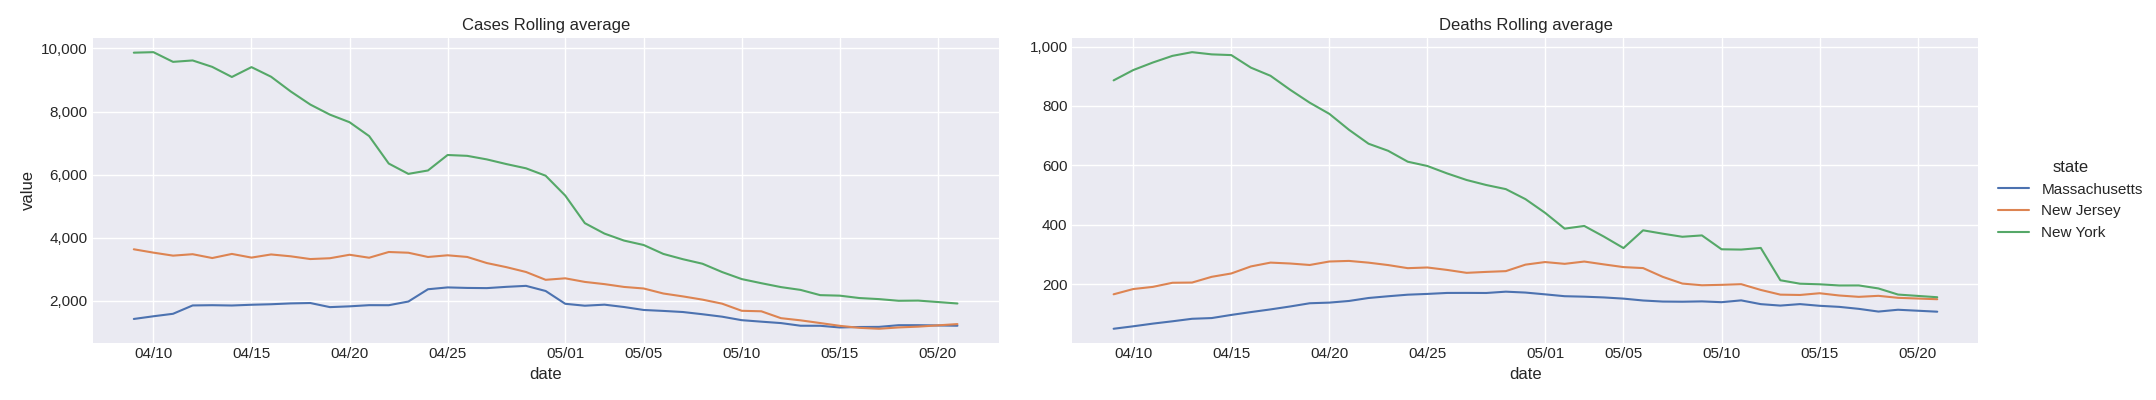 Cases Rolling average
10,000
8,000
6,000
4,000
2,000
value
04/10 04/15 04/20 04/25 05/01 05/05 05/10 05/15 05/20
date
Deaths Rolling average
1,000
800
600
400
200
04/10 04/15 04/20 04/25 05/01 05/05 05/10 05/15 05/20
date
state
Massachusetts
New Jersey
New York